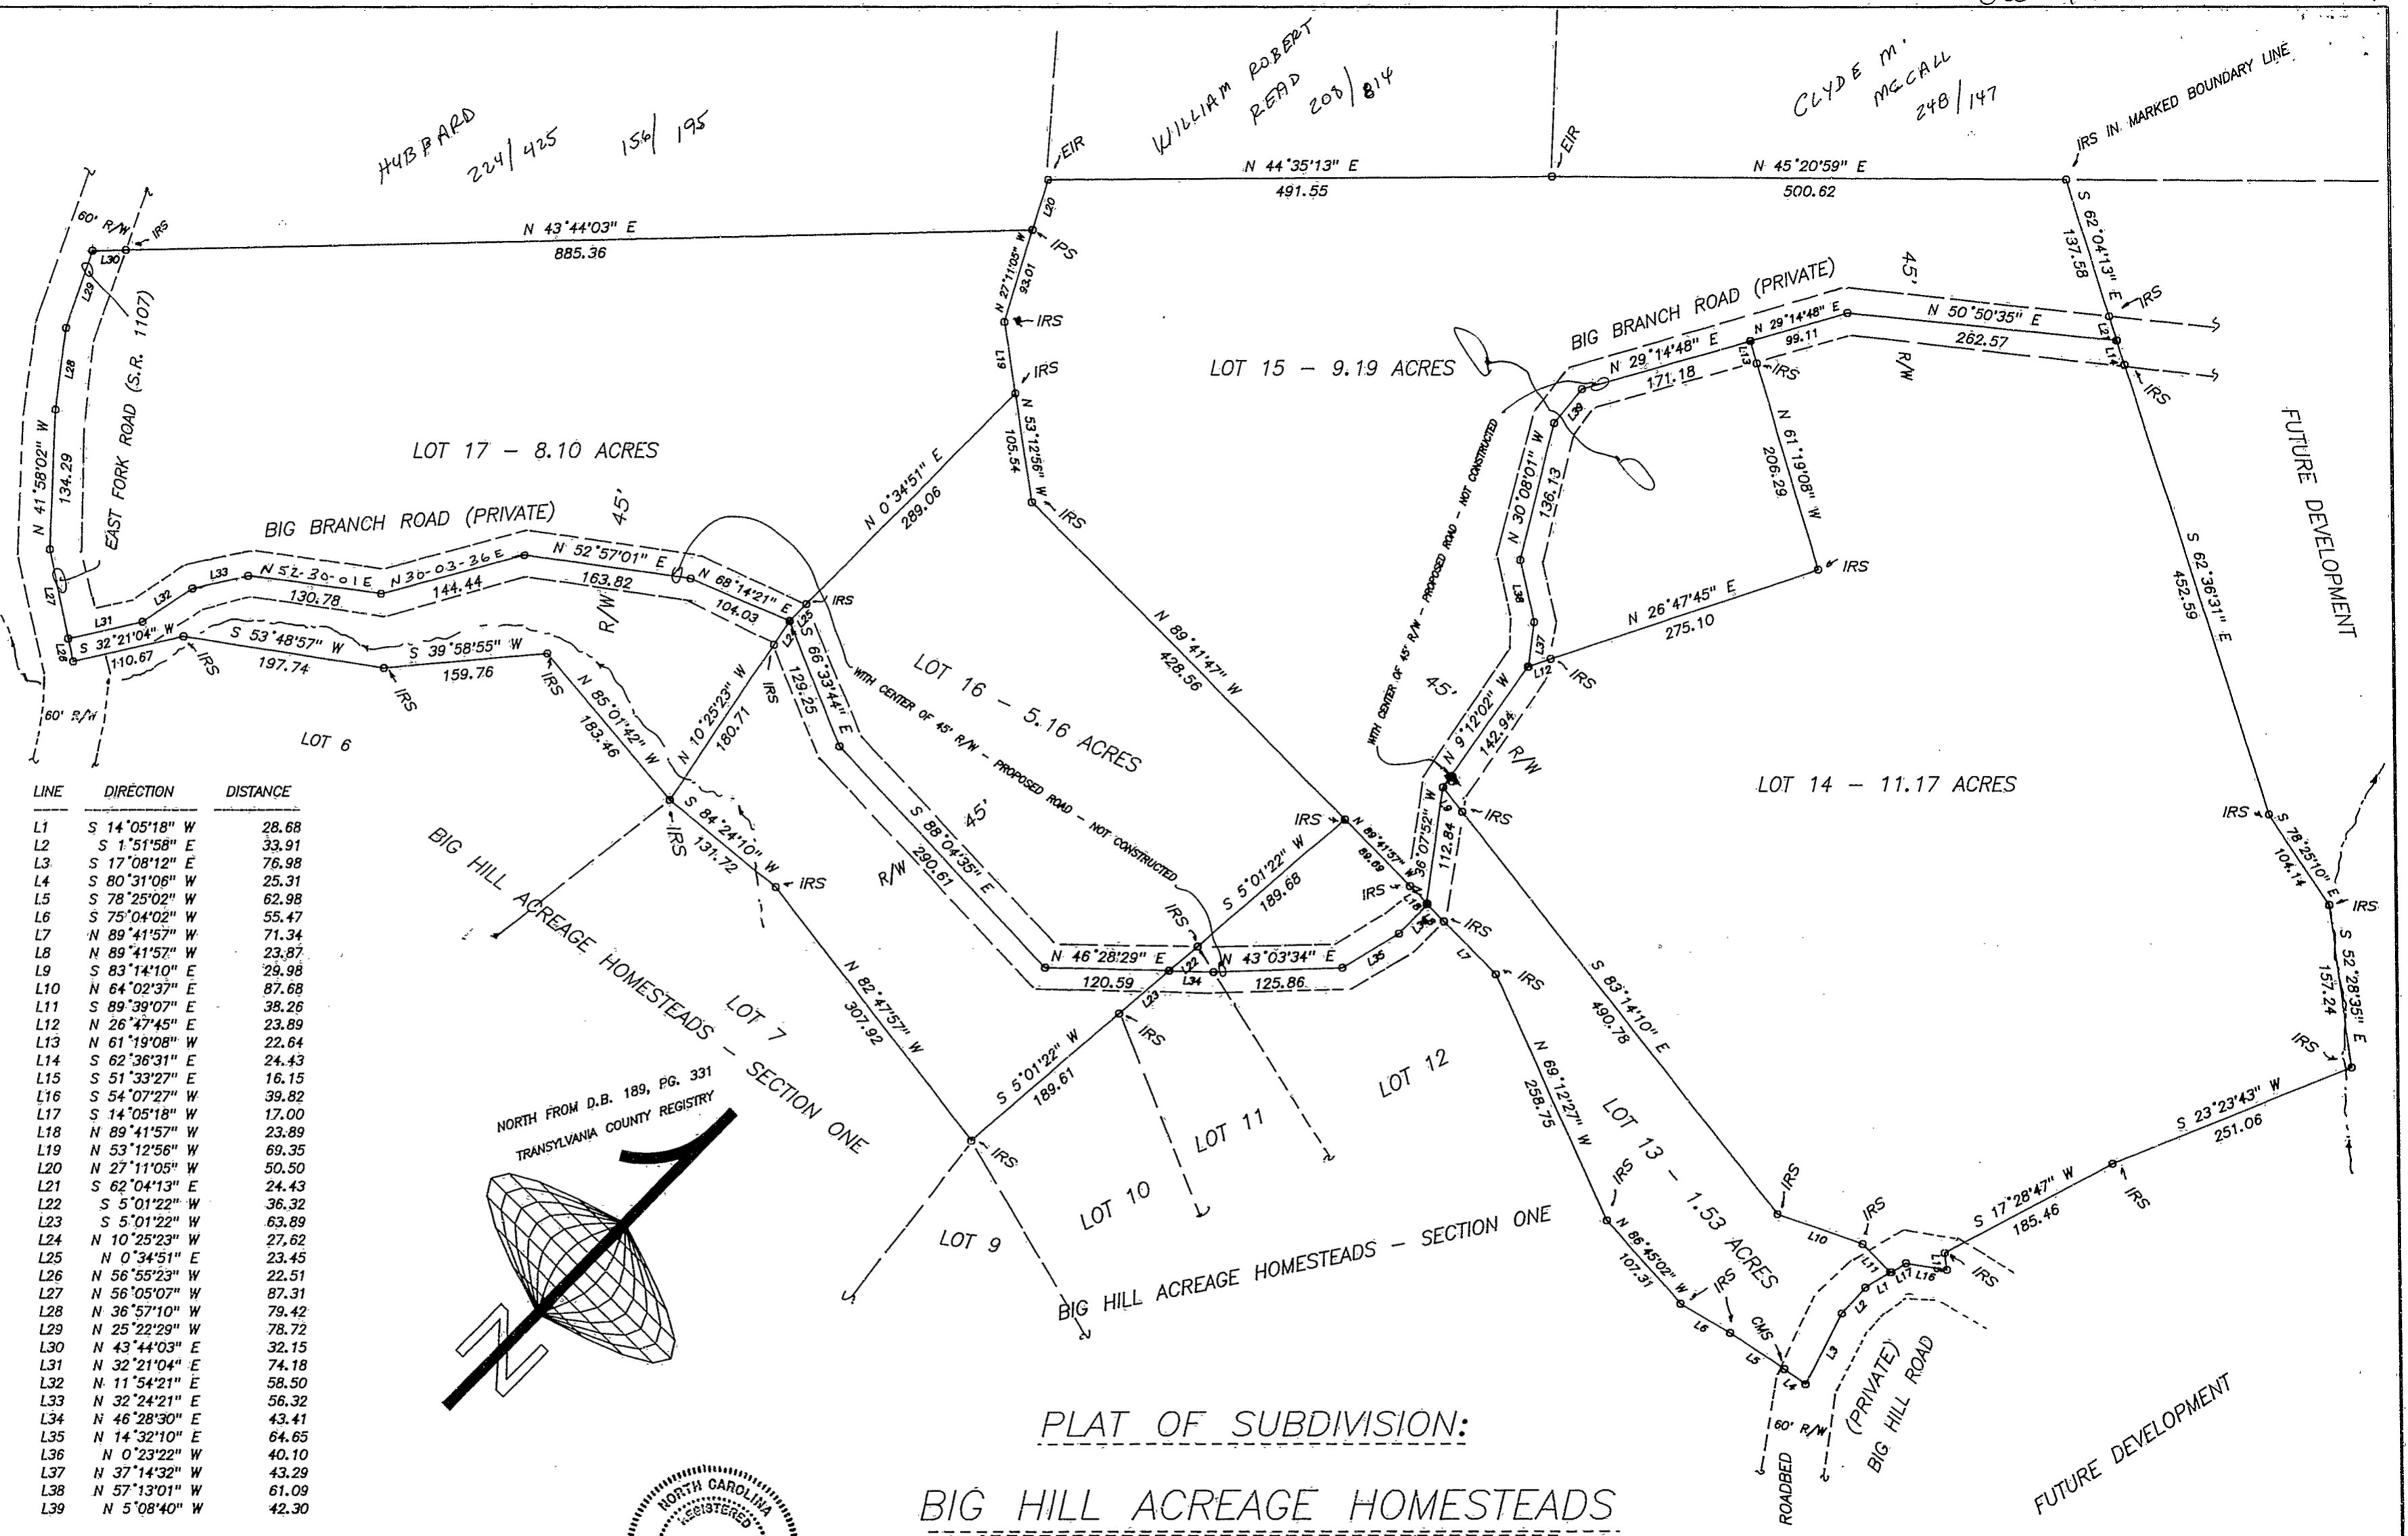 HUBBARD
224/425 156/195
WILLIAM ROBERT
READ 208/814
CLYDE M.
MCCALL
248/147
IRS IN MARKED BOUNDARY LINE
EIR
EIR
N 44°35'13" E
491.55
N 45°20'59" E
500.62
60' R/W
IRS
L30
N 43°44'03" E
885.36
L20
IPS
N 27°11'05" W
93.01
IRS
L19
IRS
S 62°04'13" E
137.58
IRS
L21
L14
IRS
L29
L28
N 41°58'02" W
134.29
EAST FORK ROAD (S.R. 1107)
LOT 17 - 8.10 ACRES
LOT 15 - 9.19 ACRES
BIG BRANCH ROAD (PRIVATE)
45'
R/W
N 29°14'48" E
171.18
N 29°14'48" E
99.11
N 50°50'35" E
262.57
L13
IRS
L39
N 30°08'01" W
136.13
N 61°19'08" W
206.29
IRS
N 26°47'45" E
275.10
L38
L37
L12
IRS
WITH CENTER OF 45' R/W - PROPOSED ROAD - NOT CONSTRUCTED
FUTURE DEVELOPMENT
S 62°36'31" E
452.59
N 0°34'51" E
289.06
N 53°12'56" W
105.54
IRS
BIG BRANCH ROAD (PRIVATE)
45'
R/W
L27
L26
L31
L32
L33
N 52-30-01 E
130.78
N 30-03-36 E
144.44
N 52°57'01" E
163.82
N 68°14'21" E
104.03
IRS
L25
L24
IRS
S 32°21'04" W
110.67
IRS
S 53°48'57" W
197.74
IRS
S 39°58'55" W
159.76
IRS
60' R/W
LOT 6
N 85°01'42" W
183.46
N 10°25'23" W
180.71
S 66°33'44" E
129.25
LOT 16 - 5.16 ACRES
WITH CENTER OF 45' R/W - PROPOSED ROAD - NOT CONSTRUCTED
N 89°41'47" W
428.56
45'
R/W
N 9°12'02" W
142.94
LOT 14 - 11.17 ACRES
IRS
S 84°24'10" W
131.72
IRS
S 88°04'35" E
290.61
45'
R/W
IRS
S 5°01'22" W
189.68
N 89°41'57" W
89.69
IRS
N 36°07'52" W
112.84
L9
IRS
L18
L8
L36
IRS
L7
IRS
L35
IRS
S 78°25'10" E
104.14
IRS
S 52°28'35" E
157.24
IRS
IRS
N 46°28'29" E
120.59
L22
L34
L23
N 43°03'34" E
125.86
IRS
N 82°47'57" W
307.92
S 5°01'22" W
189.61
IRS
BIG HILL ACREAGE HOMESTEADS - SECTION ONE
LOT 7
LOT 9
LOT 10
LOT 11
LOT 12
N 69°12'27" W
258.75
S 83°14'10" E
490.78
LOT 13 - 1.53 ACRES
IRS
IRS
L10
IRS
L11
L17
L16
L15
IRS
S 17°28'47" W
185.46
IRS
S 23°23'43" W
251.06
N 86°45'02" W
107.31
IRS
L6
L5
CMS
L4
L3
L2
L1
BIG HILL ACREAGE HOMESTEADS - SECTION ONE
60' R/W
ROADBED
(PRIVATE)
BIG HILL ROAD
FUTURE DEVELOPMENT
NORTH FROM D.B. 189, PG. 331
TRANSYLVANIA COUNTY REGISTRY
N
LINE DIRECTION DISTANCE
L1 S 14°05'18" W 28.68
L2 S 1°51'58" E 33.91
L3 S 17°08'12" E 76.98
L4 S 80°31'06" W 25.31
L5 S 78°25'02" W 62.98
L6 S 75°04'02" W 55.47
L7 N 89°41'57" W 71.34
L8 N 89°41'57" W 23.87
L9 S 83°14'10" E 29.98
L10 N 64°02'37" E 87.68
L11 S 89°39'07" E 38.26
L12 N 26°47'45" E 23.89
L13 N 61°19'08" W 22.64
L14 S 62°36'31" E 24.43
L15 S 51°33'27" E 16.15
L16 S 54°07'27" W 39.82
L17 S 14°05'18" W 17.00
L18 N 89°41'57" W 23.89
L19 N 53°12'56" W 69.35
L20 N 27°11'05" W 50.50
L21 S 62°04'13" E 24.43
L22 S 5°01'22" W 36.32
L23 S 5°01'22" W 63.89
L24 N 10°25'23" W 27.62
L25 N 0°34'51" E 23.45
L26 N 56°55'23" W 22.51
L27 N 56°05'07" W 87.31
L28 N 36°57'10" W 79.42
L29 N 25°22'29" W 78.72
L30 N 43°44'03" E 32.15
L31 N 32°21'04" E 74.18
L32 N 11°54'21" E 58.50
L33 N 32°24'21" E 56.32
L34 N 46°28'30" E 43.41
L35 N 14°32'10" E 64.65
L36 N 0°23'22" W 40.10
L37 N 37°14'32" W 43.29
L38 N 57°13'01" W 61.09
L39 N 5°08'40" W 42.30
NORTH CAROLINA
REGISTERED
PLAT OF SUBDIVISION:
BIG HILL ACREAGE HOMESTEADS